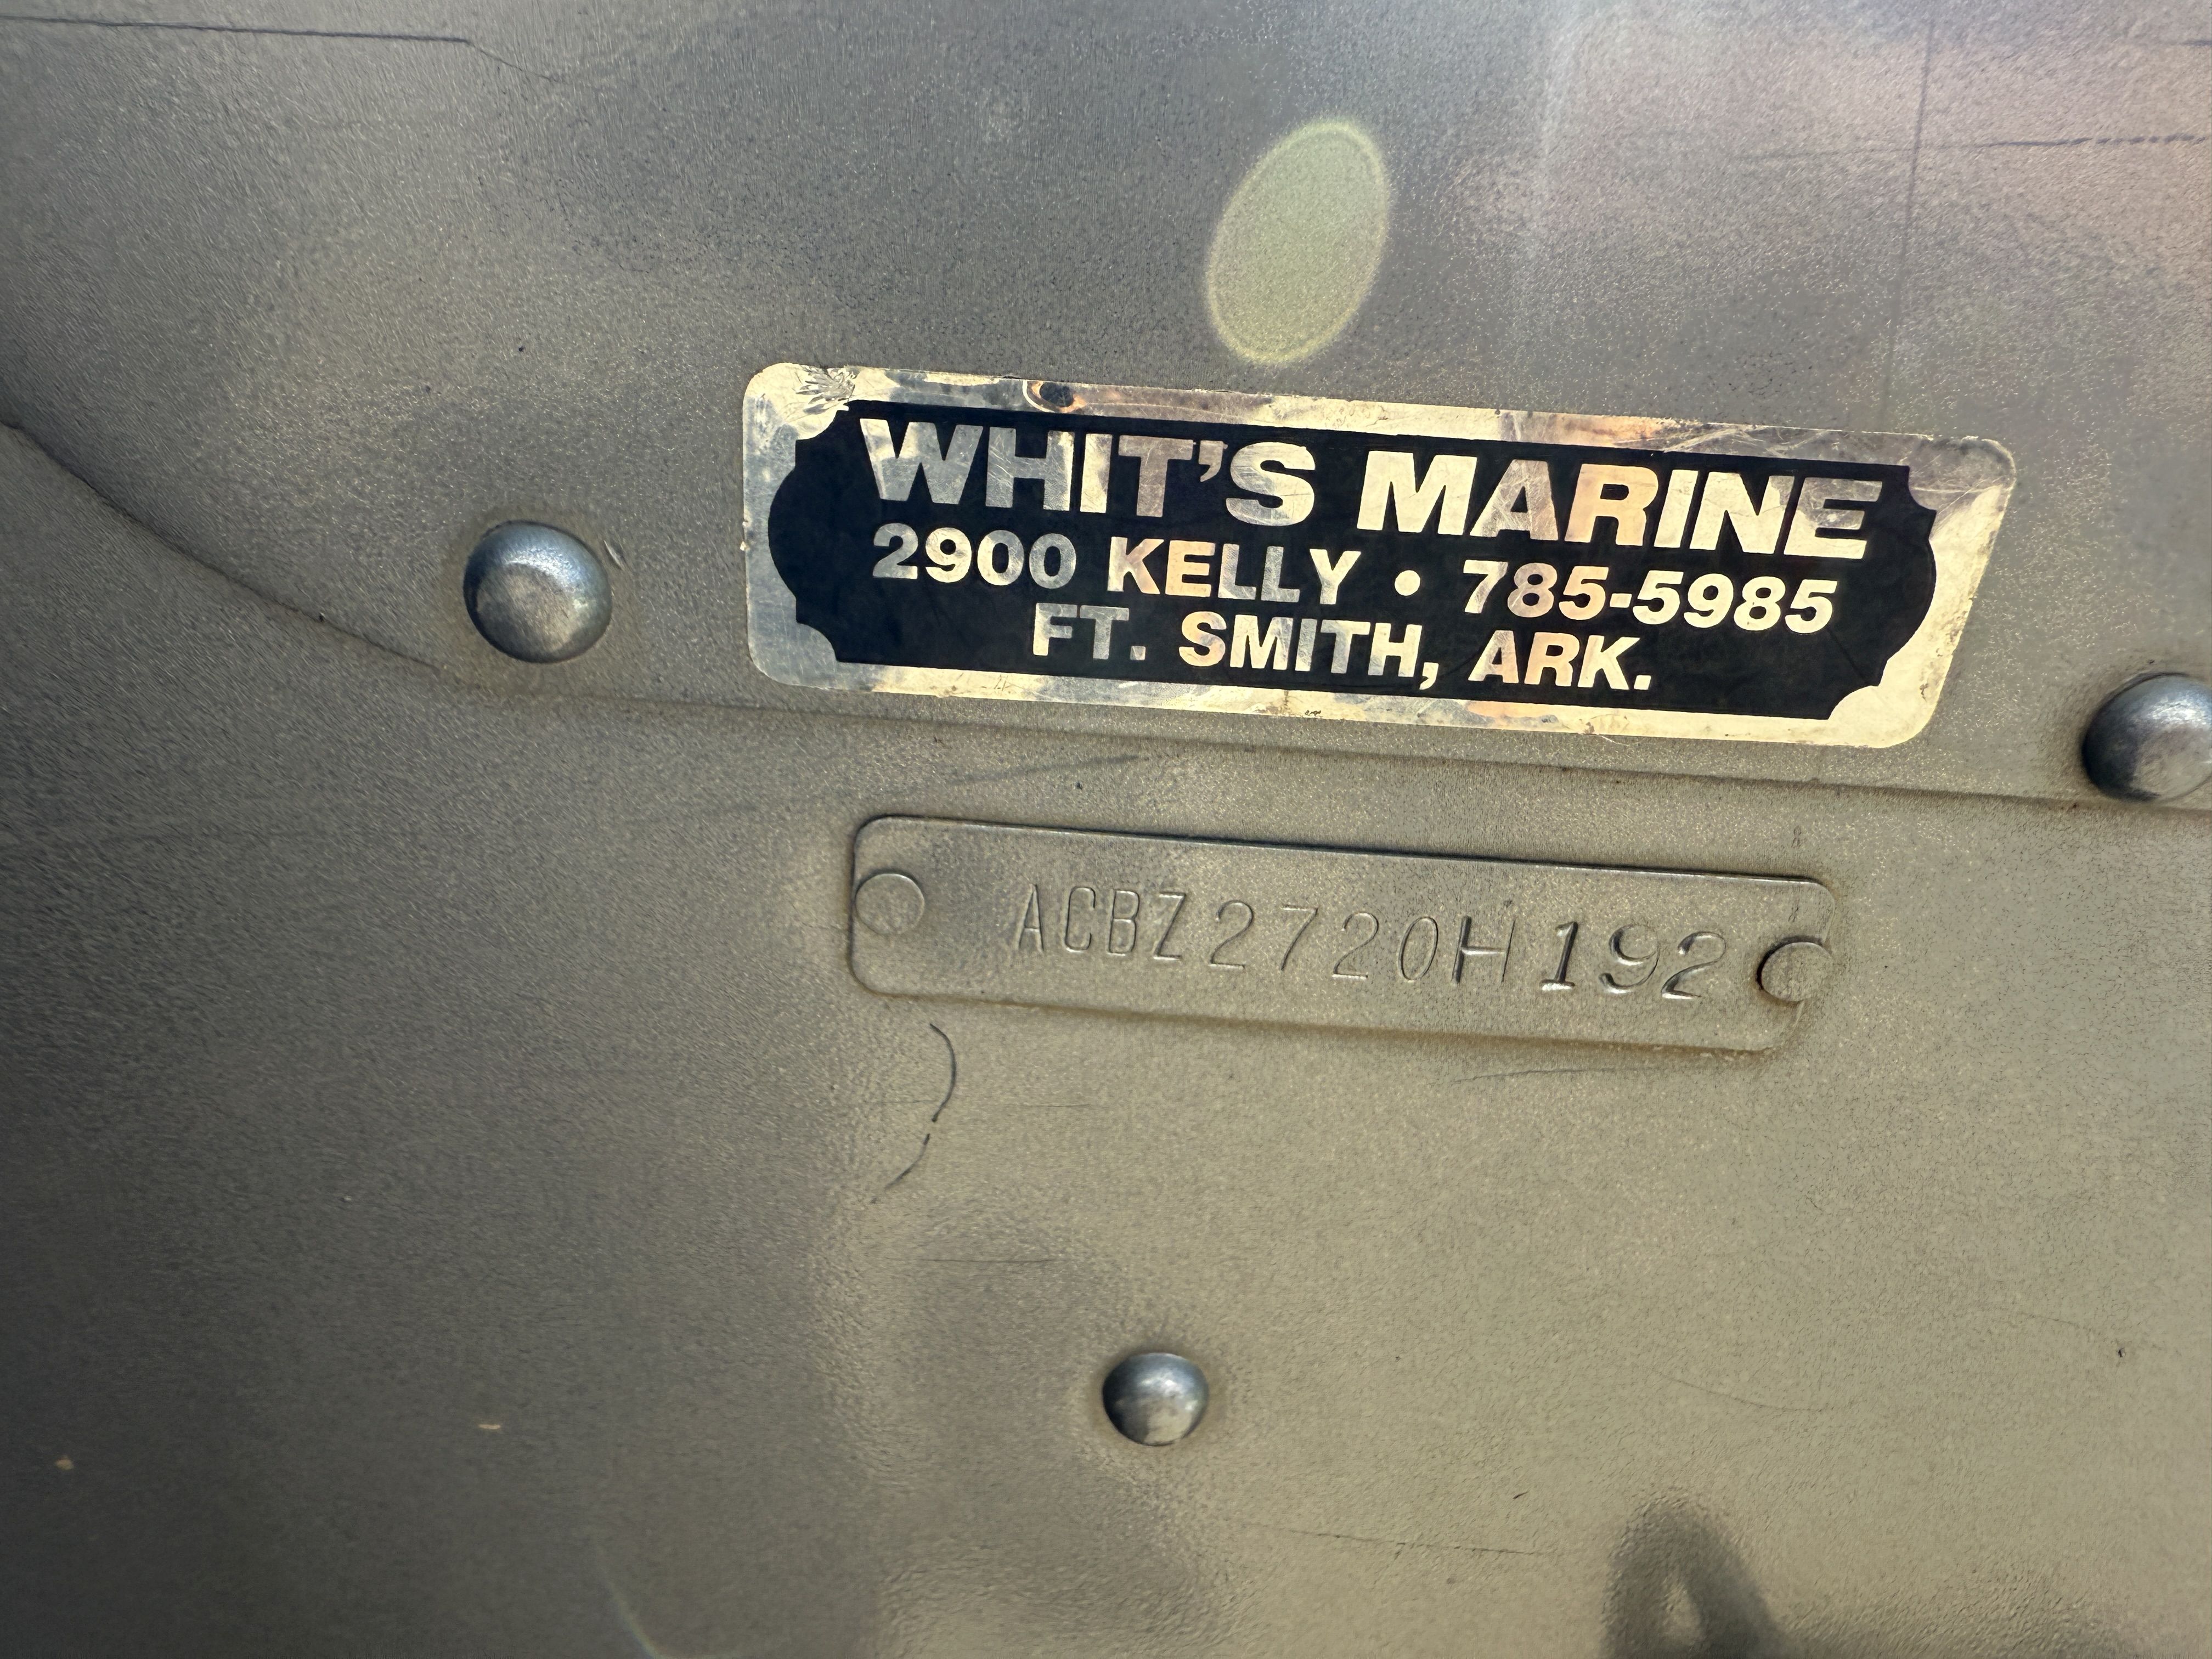 WHIT'S MARINE
2900 KELLY • 785-5985
FT. SMITH, ARK.
ACBZ2720H192